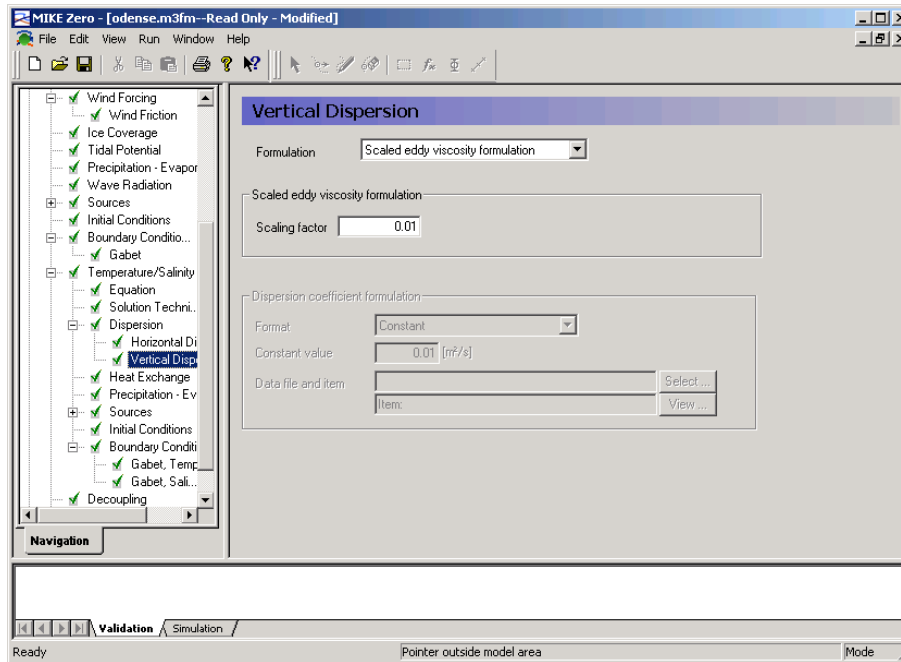 MIKE Zero - [odense.m3fm--Read Only - Modified]
File Edit View Run Window Help
Wind Forcing
Wind Friction
Ice Coverage
Tidal Potential
Precipitation - Evapor
Wave Radiation
Sources
Initial Conditions
Boundary Conditio...
Gabet
Temperature/Salinity
Equation
Solution Techni...
Dispersion
Horizontal Di
Vertical Disp
Heat Exchange
Precipitation - Ev
Sources
Initial Conditions
Boundary Conditi
Gabet, Temp
Gabet, Sali...
Decoupling
Navigation
Vertical Dispersion
Formulation Scaled eddy viscosity formulation
Scaled eddy viscosity formulation
Scaling factor 0.01
Dispersion coefficient formulation
Format Constant
Constant value 0.01 [m²/s]
Data file and item Select ...
Item: View ...
Validation Simulation
Ready Pointer outside model area Mode